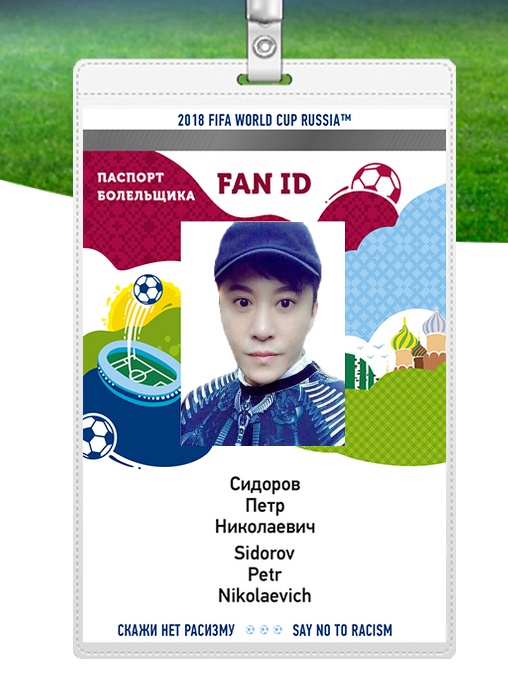 2018 FIFA WORLD CUP RUSSIA™
ПАСПОРТ
БОЛЕЛЬЩИКА
FAN ID
Сидоров
Петр
Николаевич
Sidorov
Petr
Nikolaevich
СКАЖИ НЕТ РАСИЗМУ SAY NO TO RACISM